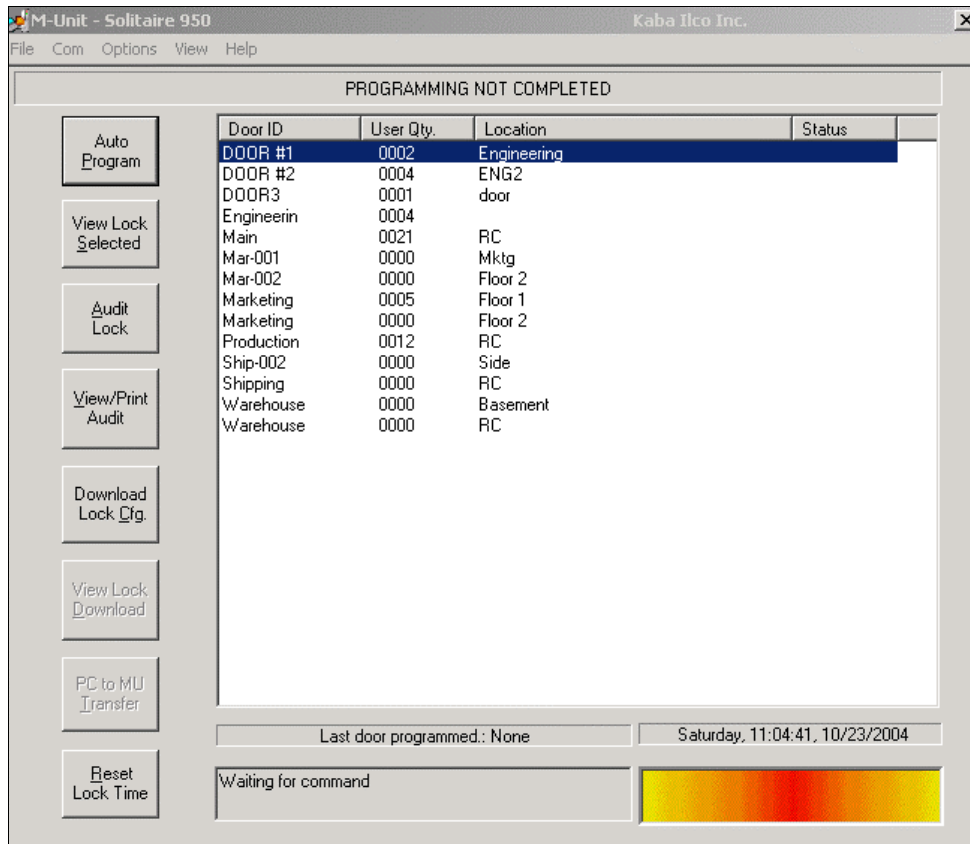 M-Unit - Solitaire 950 Kaba Ilco Inc.
File Com Options View Help
PROGRAMMING NOT COMPLETED
Auto
Program
View Lock
Selected
Audit
Lock
View/Print
Audit
Download
Lock Cfg.
View Lock
Download
PC to MU
Transfer
Reset
Lock Time
Door ID User Qty. Location Status
DOOR #1 0002 Engineering
DOOR #2 0004 ENG2
DOOR3 0001 door
Engineerin 0004
Main 0021 RC
Mar-001 0000 Mktg
Mar-002 0000 Floor 2
Marketing 0005 Floor 1
Marketing 0000 Floor 2
Production 0012 RC
Ship-002 0000 Side
Shipping 0000 RC
Warehouse 0000 Basement
Warehouse 0000 RC
Last door programmed.: None
Saturday, 11:04:41, 10/23/2004
Waiting for command